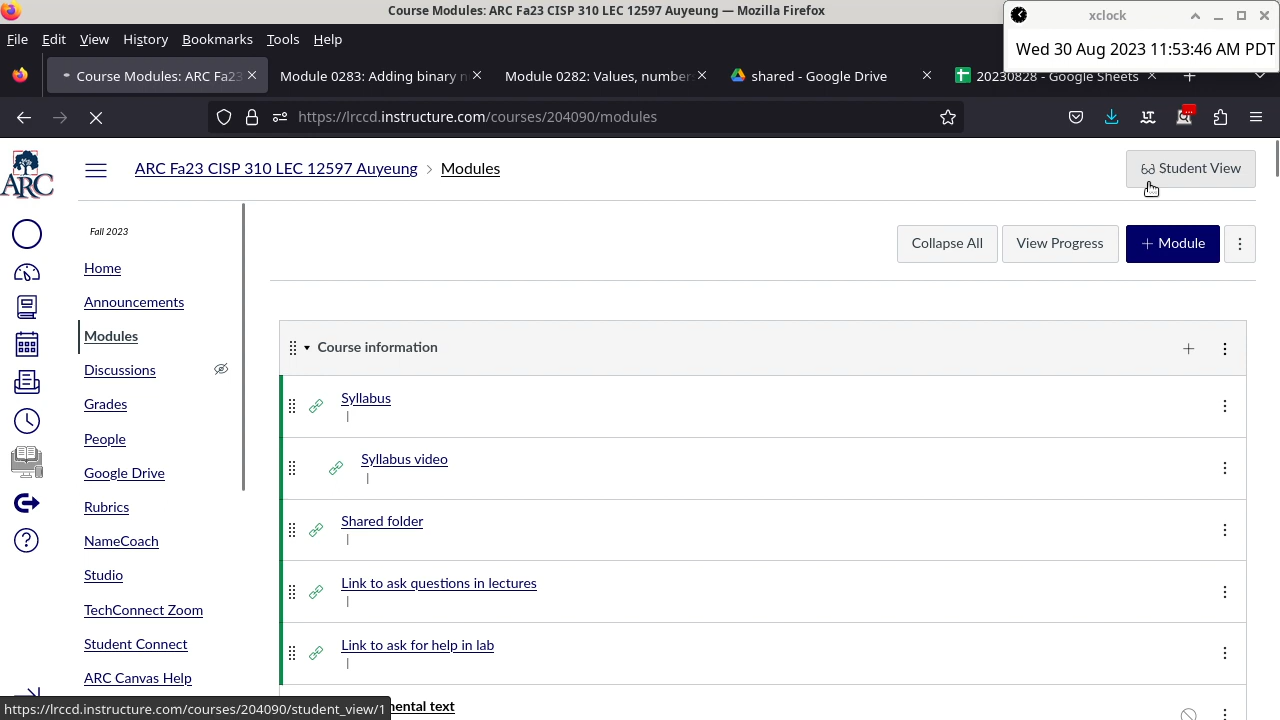 Course Modules: ARC Fa23 CISP 310 LEC 12597 Auyeung — Mozilla Firefox
xclock
File Edit View History Bookmarks Tools Help
Wed 30 Aug 2023 11:53:46 AM PDT
Course Modules: ARC Fa23
Module 0283: Adding binary n
Module 0282: Values, number
shared - Google Drive
20230828 - Google Sheets
https://lrccd.instructure.com/courses/204090/modules
ARC
ARC Fa23 CISP 310 LEC 12597 Auyeung > Modules
Student View
Fall 2023
Collapse All
View Progress
+ Module
Home
Announcements
Modules
Discussions
Grades
People
Google Drive
Rubrics
NameCoach
Studio
TechConnect Zoom
Student Connect
ARC Canvas Help
Course information
Syllabus
|
Syllabus video
|
Shared folder
|
Link to ask questions in lectures
|
Link to ask for help in lab
|
mental text
https://lrccd.instructure.com/courses/204090/student_view/1